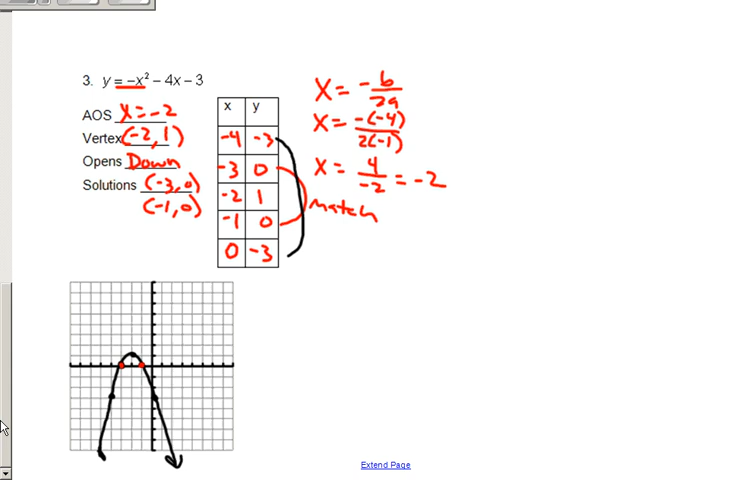 3. y = -x² - 4x - 3
AOS x = -2
Vertex (-2, 1)
Opens Down
Solutions (-3, 0)
(-1, 0)
x y
-4 -3
-3 0
-2 1
-1 0
0 -3
match
x = -b/2a
x = -(-4)/2(-1)
x = 4/-2 = -2
Extend Page